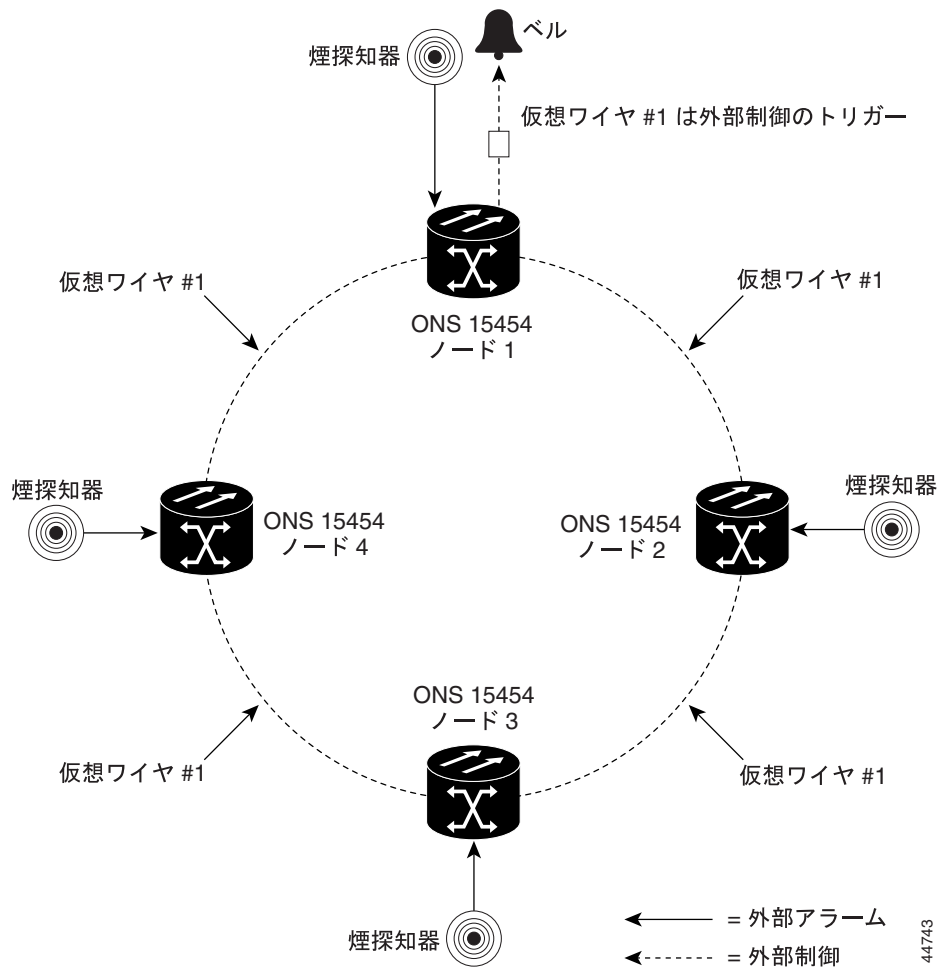 ベル
煙探知器
仮想ワイヤ #1 は外部制御のトリガー
仮想ワイヤ #1
仮想ワイヤ #1
ONS 15454
ノード 1
煙探知器
ONS 15454
ノード 4
ONS 15454
ノード 2
煙探知器
ONS 15454
ノード 3
仮想ワイヤ #1
仮想ワイヤ #1
煙探知器
= 外部アラーム
= 外部制御
44743